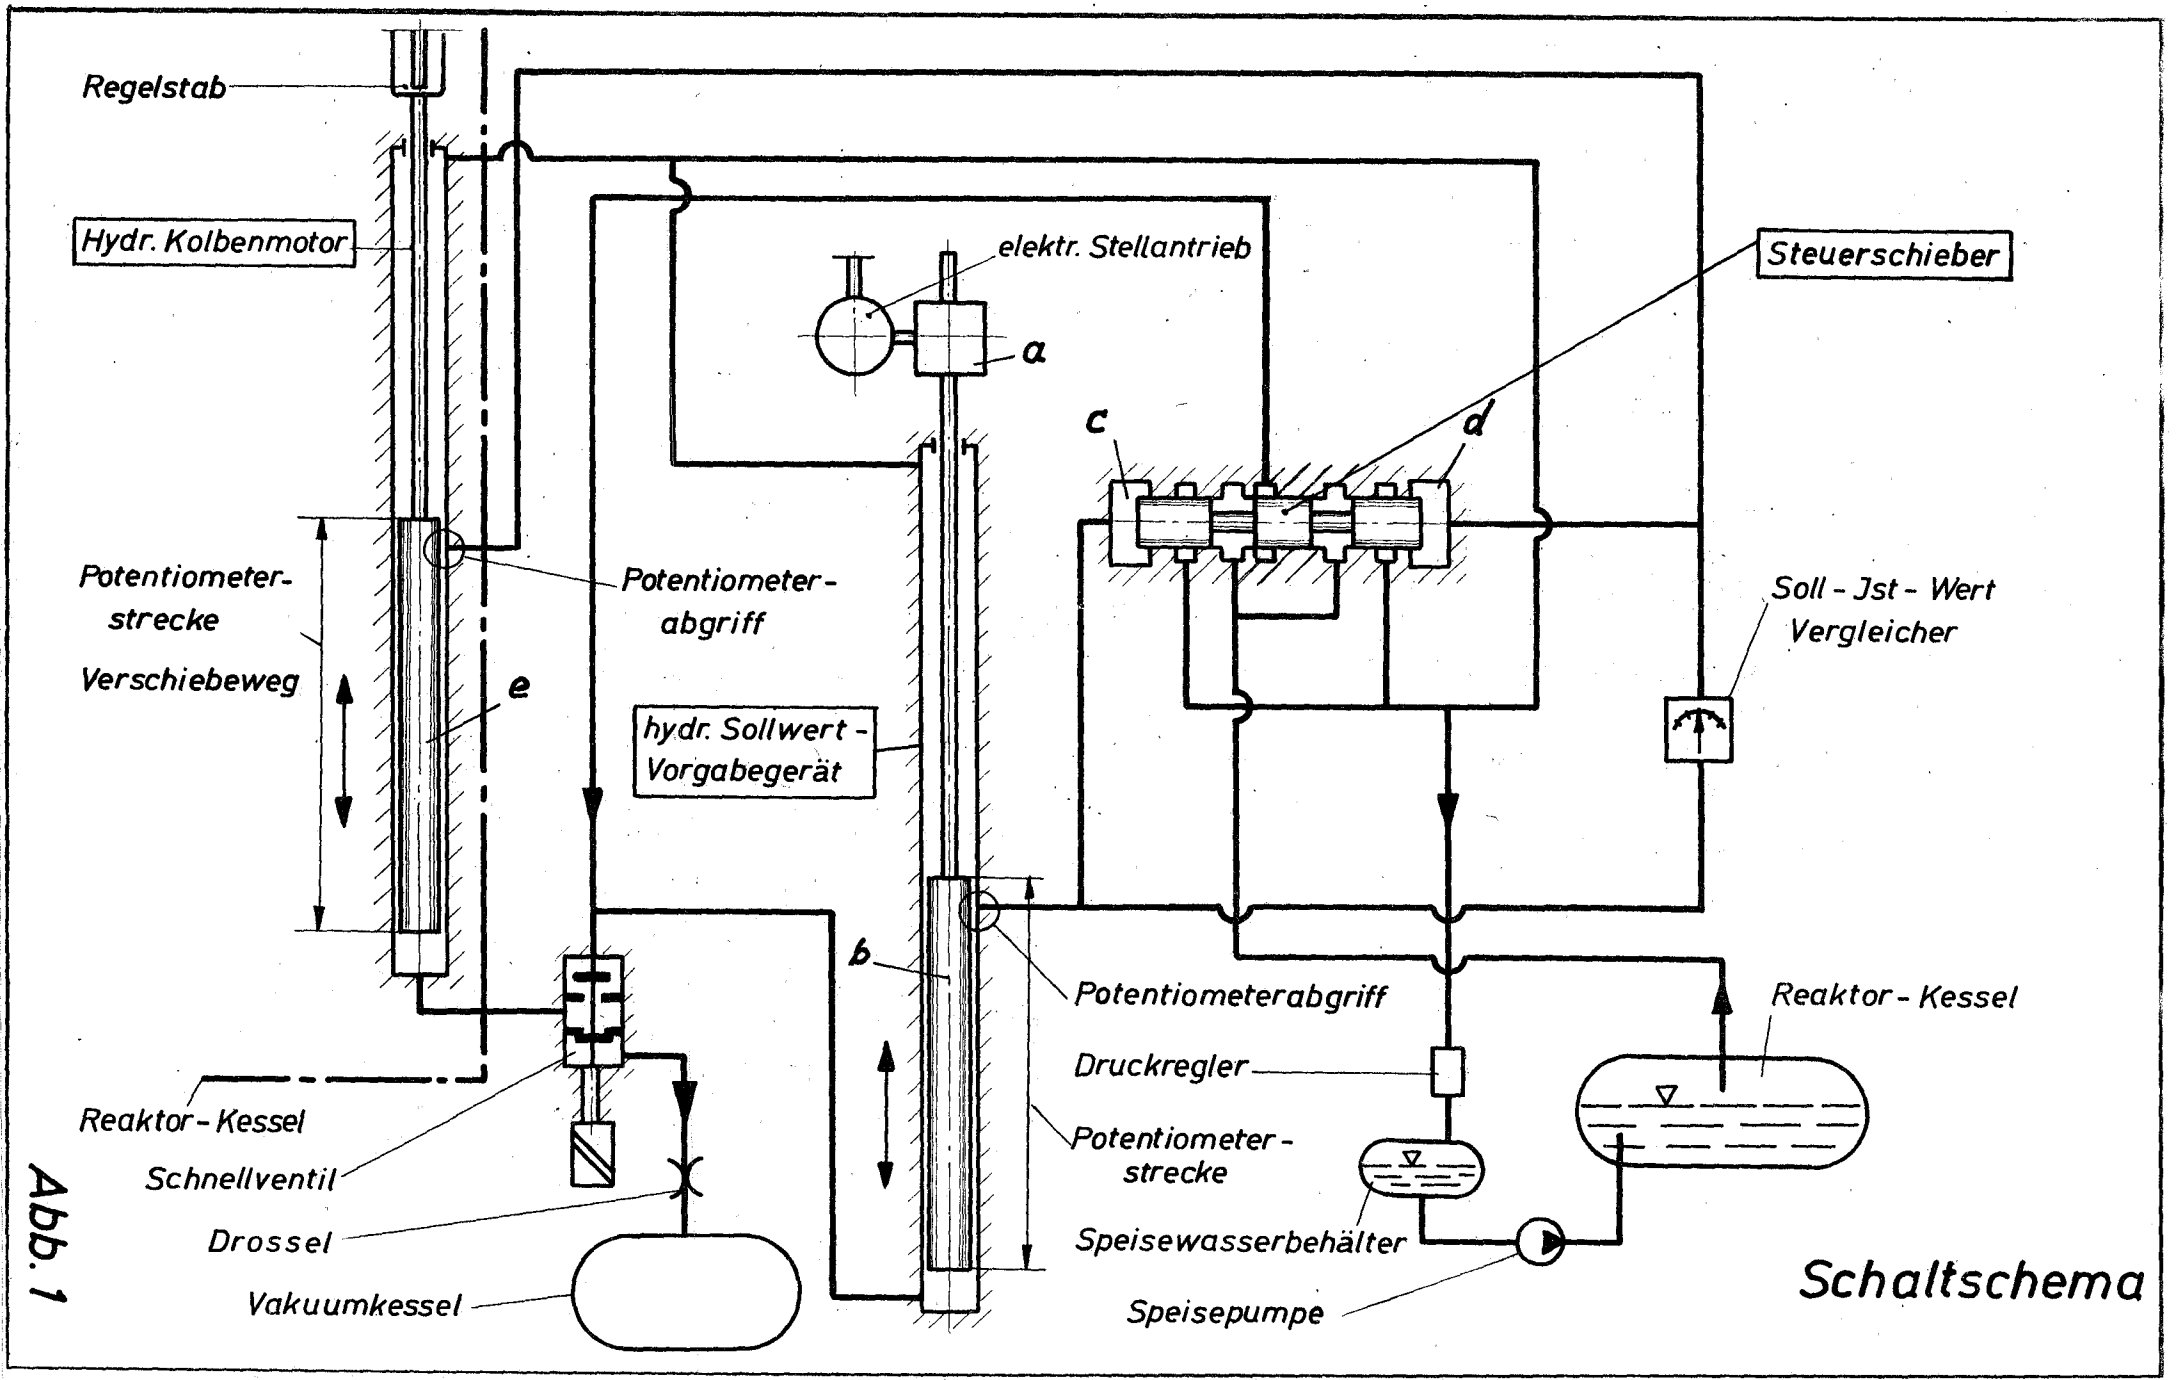 Regelstab
Hydr. Kolbenmotor
elektr. Stellantrieb
Steuerschieber
a
c
d
Potentiometer-
strecke
Verschiebeweg
Potentiometer-
abgriff
e
hydr. Sollwert-
Vorgabegerät
Soll-Jst-Wert
Vergleicher
b
Potentiometerabgriff
Reaktor-Kessel
Druckregler
Reaktor-Kessel
Potentiometer-
strecke
Schnellventil
Drossel
Speisewasserbehälter
Vakuumkessel
Speisepumpe
Schaltschema
Abb. 1